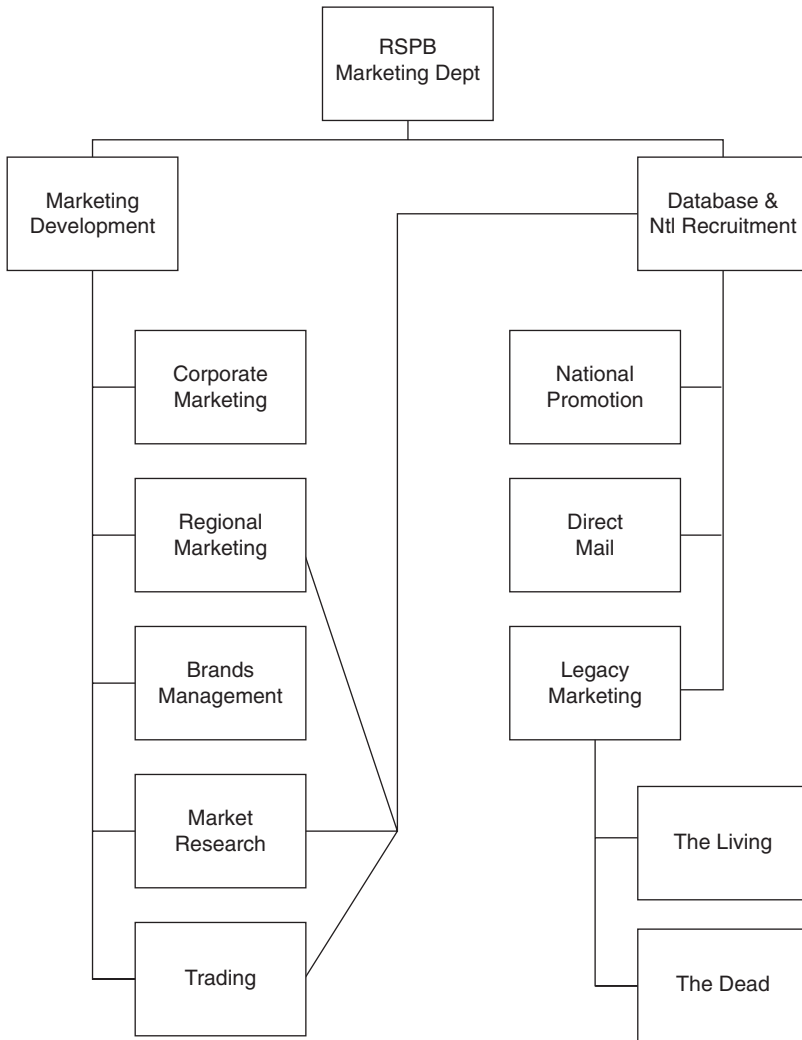 RSPB
Marketing Dept
Marketing
Development
Database &
Ntl Recruitment
Corporate
Marketing
National
Promotion
Regional
Marketing
Direct
Mail
Brands
Management
Legacy
Marketing
Market
Research
The Living
Trading
The Dead